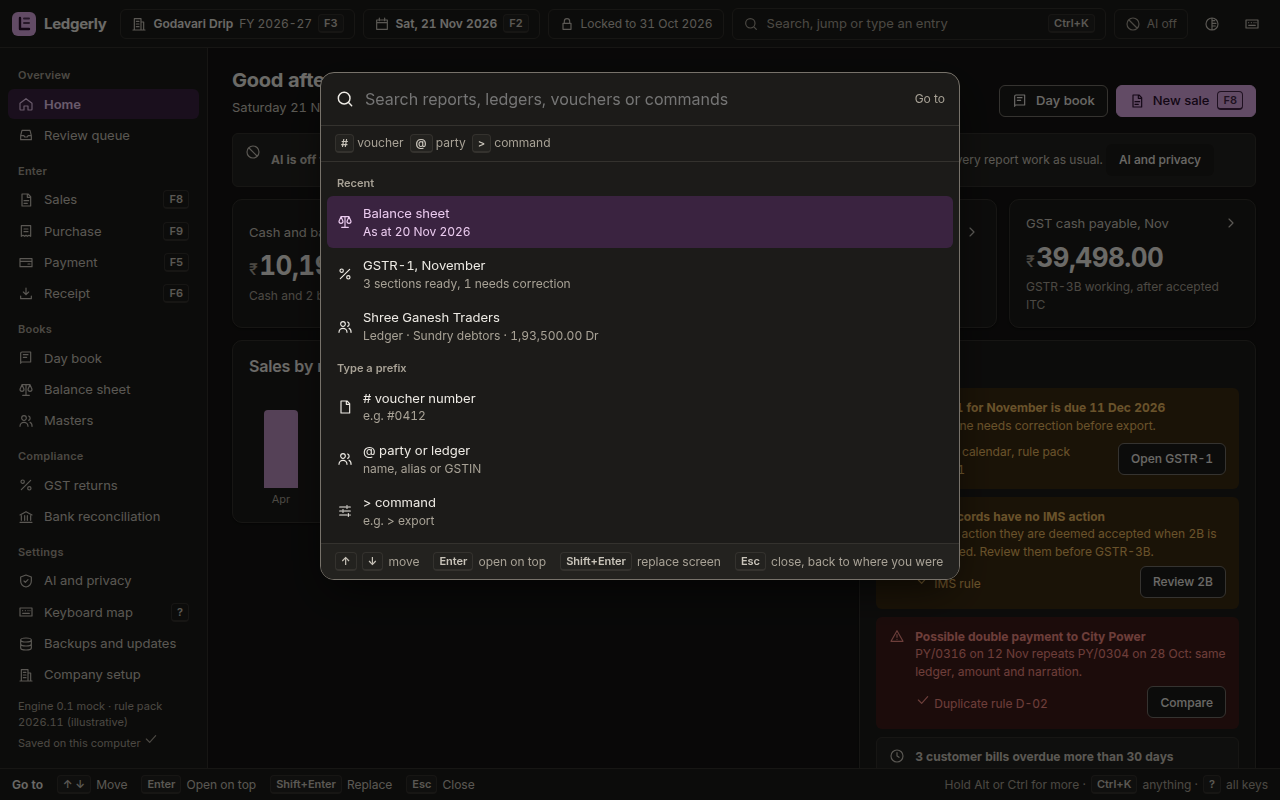 Ledgerly
Godavari Drip FY 2026-27 F3
Sat, 21 Nov 2026 F2
Locked to 31 Oct 2026
Search, jump or type an entry Ctrl+K
AI off
Overview
Home
Review queue
Enter
Sales F8
Purchase F9
Payment F5
Receipt F6
Books
Day book
Balance sheet
Masters
Compliance
GST returns
Bank reconciliation
Settings
AI and privacy
Keyboard map ?
Backups and updates
Company setup
Engine 0.1 mock · rule pack
2026.11 (illustrative)
Saved on this computer
Good afte
Saturday 21 N
Day book
New sale F8
AI is off
very report work as usual.
AI and privacy
Cash and ba
₹10,19
Cash and 2 b
GST cash payable, Nov
₹39,498.00
GSTR-3B working, after accepted
ITC
Sales by m
Apr
Search reports, ledgers, vouchers or commands
Go to
# voucher @ party > command
Recent
Balance sheet
As at 20 Nov 2026
GSTR-1, November
3 sections ready, 1 needs correction
Shree Ganesh Traders
Ledger · Sundry debtors · 1,93,500.00 Dr
Type a prefix
# voucher number
e.g. #0412
@ party or ledger
name, alias or GSTIN
> command
e.g. > export
↑ ↓ move Enter open on top Shift+Enter replace screen Esc close, back to where you were
for November is due 11 Dec 2026
ne needs correction before export.
calendar, rule pack
Open GSTR-1
cords have no IMS action
action they are deemed accepted when 2B is
ed. Review them before GSTR-3B.
IMS rule
Review 2B
Possible double payment to City Power
PY/0316 on 12 Nov repeats PY/0304 on 28 Oct: same
ledger, amount and narration.
Duplicate rule D-02
Compare
3 customer bills overdue more than 30 days
Go to ↑↓ Move Enter Open on top Shift+Enter Replace Esc Close
Hold Alt or Ctrl for more · Ctrl+K anything · ? all keys